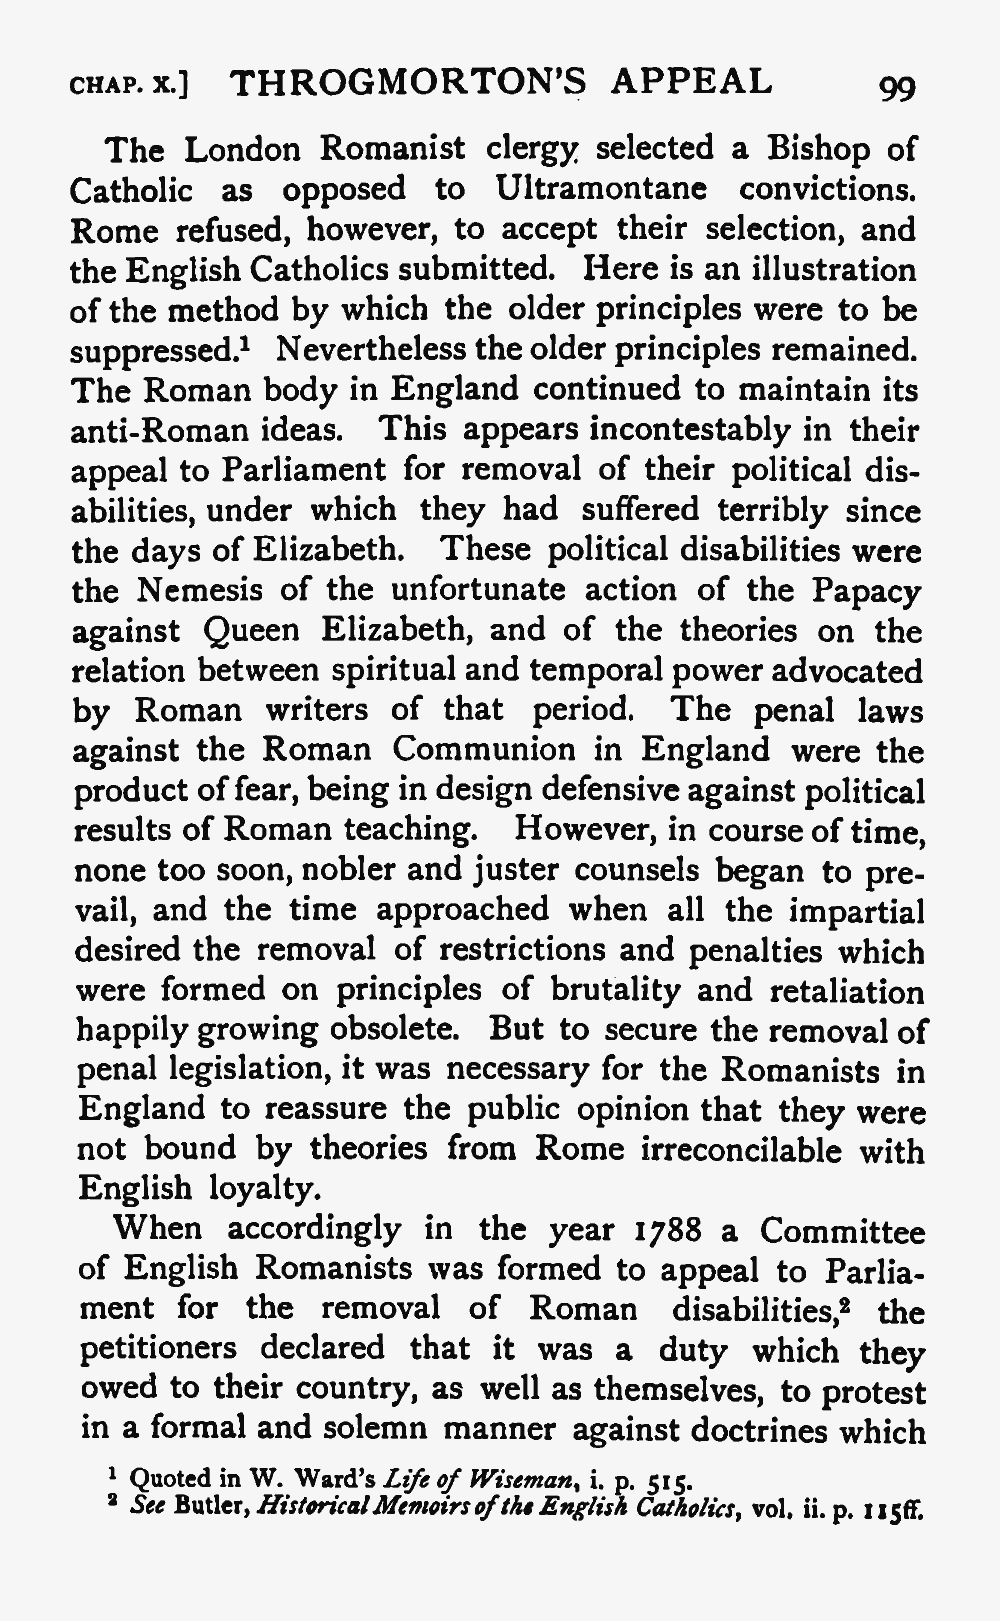 CHAP. X.] THROGMORTON'S APPEAL 99
The London Romanist clergy selected a Bishop of
Catholic as opposed to Ultramontane convictions.
Rome refused, however, to accept their selection, and
the English Catholics submitted. Here is an illustration
of the method by which the older principles were to be
suppressed.¹ Nevertheless the older principles remained.
The Roman body in England continued to maintain its
anti-Roman ideas. This appears incontestably in their
appeal to Parliament for removal of their political dis-
abilities, under which they had suffered terribly since
the days of Elizabeth. These political disabilities were
the Nemesis of the unfortunate action of the Papacy
against Queen Elizabeth, and of the theories on the
relation between spiritual and temporal power advocated
by Roman writers of that period. The penal laws
against the Roman Communion in England were the
product of fear, being in design defensive against political
results of Roman teaching. However, in course of time,
none too soon, nobler and juster counsels began to pre-
vail, and the time approached when all the impartial
desired the removal of restrictions and penalties which
were formed on principles of brutality and retaliation
happily growing obsolete. But to secure the removal of
penal legislation, it was necessary for the Romanists in
England to reassure the public opinion that they were
not bound by theories from Rome irreconcilable with
English loyalty.
When accordingly in the year 1788 a Committee
of English Romanists was formed to appeal to Parlia-
ment for the removal of Roman disabilities,² the
petitioners declared that it was a duty which they
owed to their country, as well as themselves, to protest
in a formal and solemn manner against doctrines which
¹ Quoted in W. Ward's Life of Wiseman, i. p. 515.
² See Butler, Historical Memoirs of the English Catholics, vol. ii. p. 115ff.